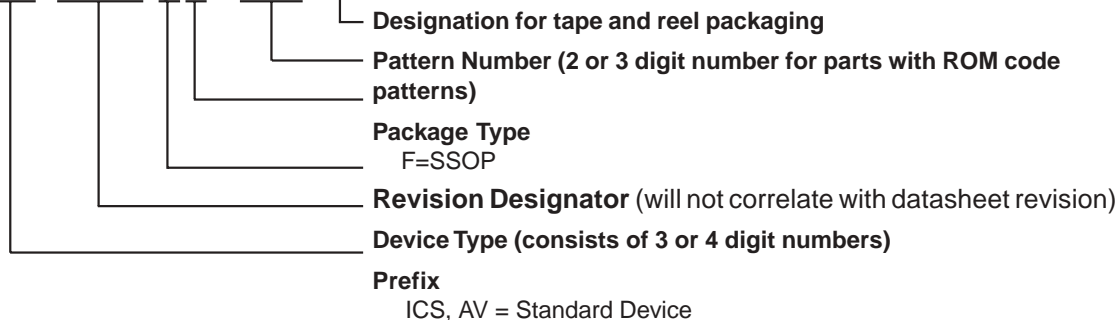 Designation for tape and reel packaging
Pattern Number (2 or 3 digit number for parts with ROM code
patterns)
Package Type
F=SSOP
Revision Designator (will not correlate with datasheet revision)
Device Type (consists of 3 or 4 digit numbers)
Prefix
ICS, AV = Standard Device